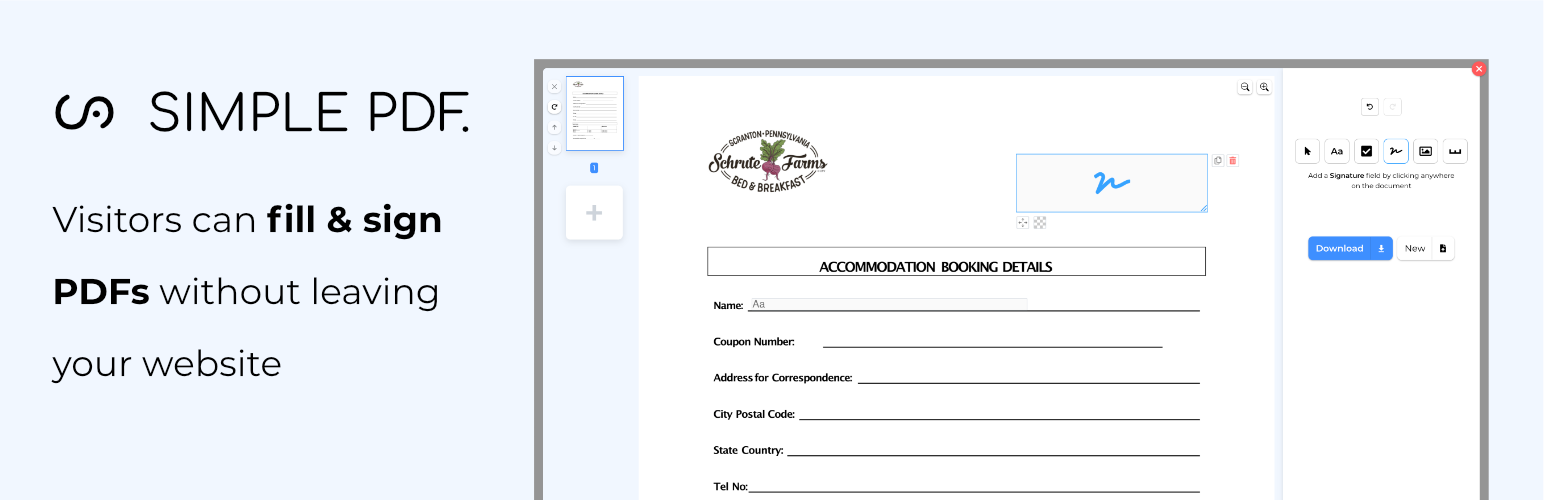 SIMPLE PDF.
Visitors can fill & sign
PDFs without leaving
your website
1
SCRANTON • PENNSYLVANIA
Schrute Farms
BED & BREAKFAST
ACCOMMODATION BOOKING DETAILS
Name: Aa
Coupon Number:
Address for Correspondence:
City Postal Code:
State Country:
Tel No:
Aa
Add a Signature field by clicking anywhere
on the document
Download
New